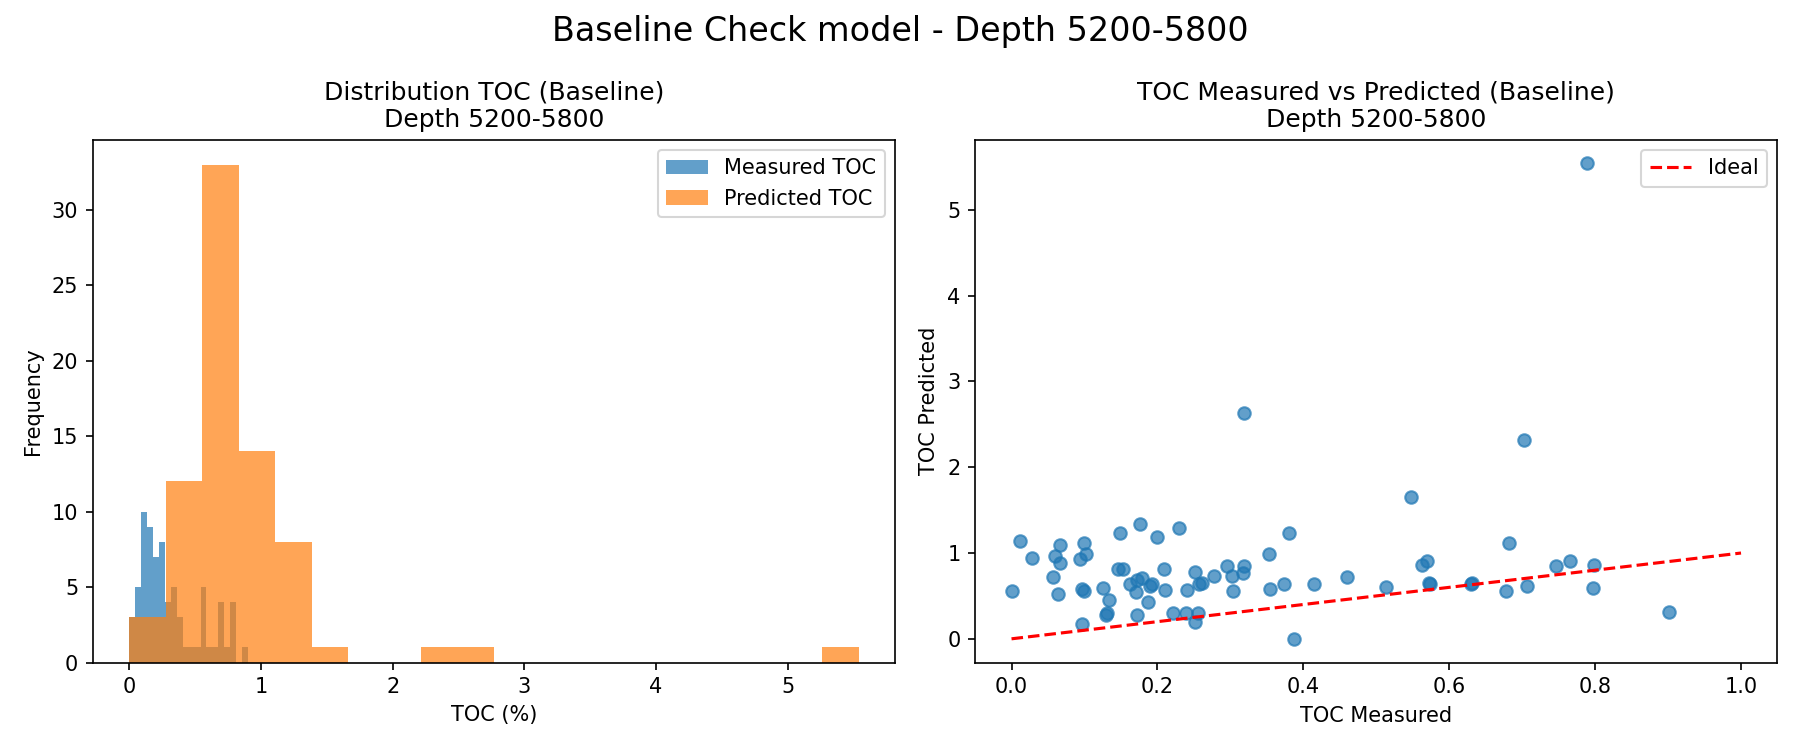 Baseline Check model - Depth 5200-5800
Distribution TOC (Baseline)
Depth 5200-5800
Measured TOC
Predicted TOC
Frequency
30
25
20
15
10
5
0
0 1 2 3 4 5
TOC (%)
TOC Measured vs Predicted (Baseline)
Depth 5200-5800
Ideal
TOC Predicted
5
4
3
2
1
0
0.0 0.2 0.4 0.6 0.8 1.0
TOC Measured